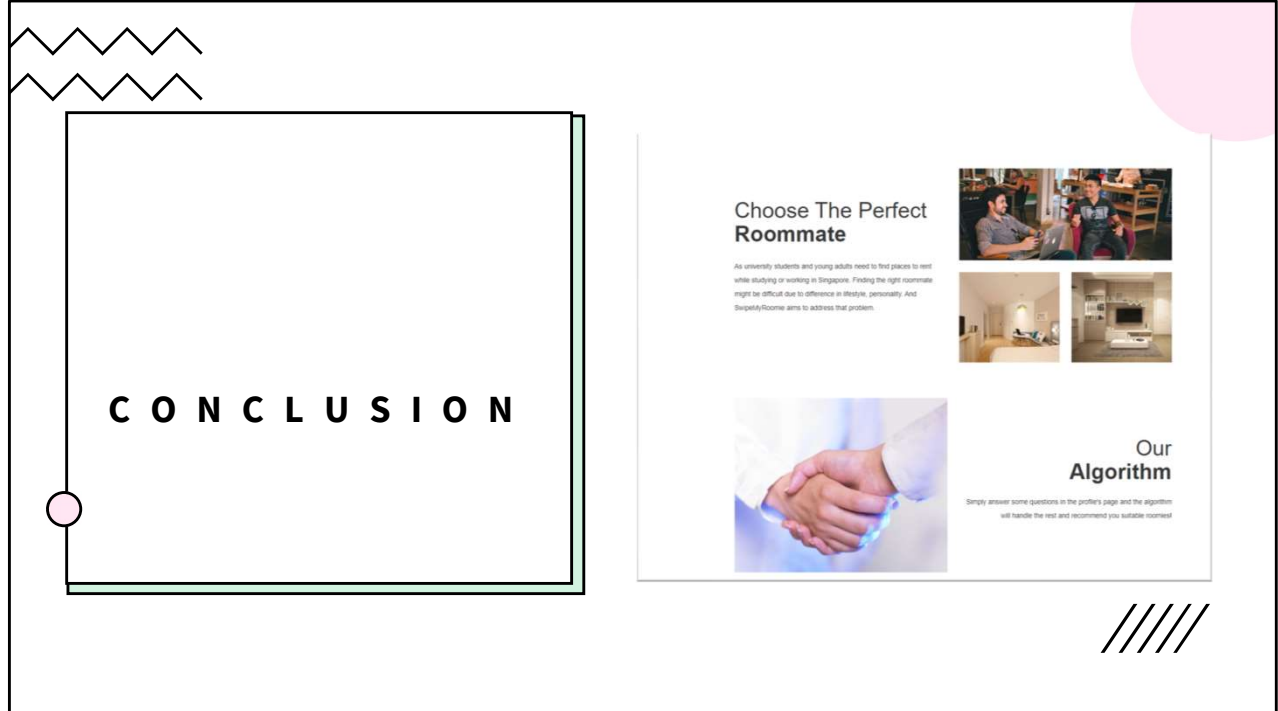 CONCLUSION
Choose The Perfect
Roommate
As university students and young adults need to find places to rent
while studying or working in Singapore. Finding the right roommate
might be difficult due to difference in lifestyle, personality. And
SwipeMyRoomie aims to address that problem.
Our
Algorithm
Simply answer some questions in the profile's page and the algorithm
will handle the rest and recommend you suitable roomies!